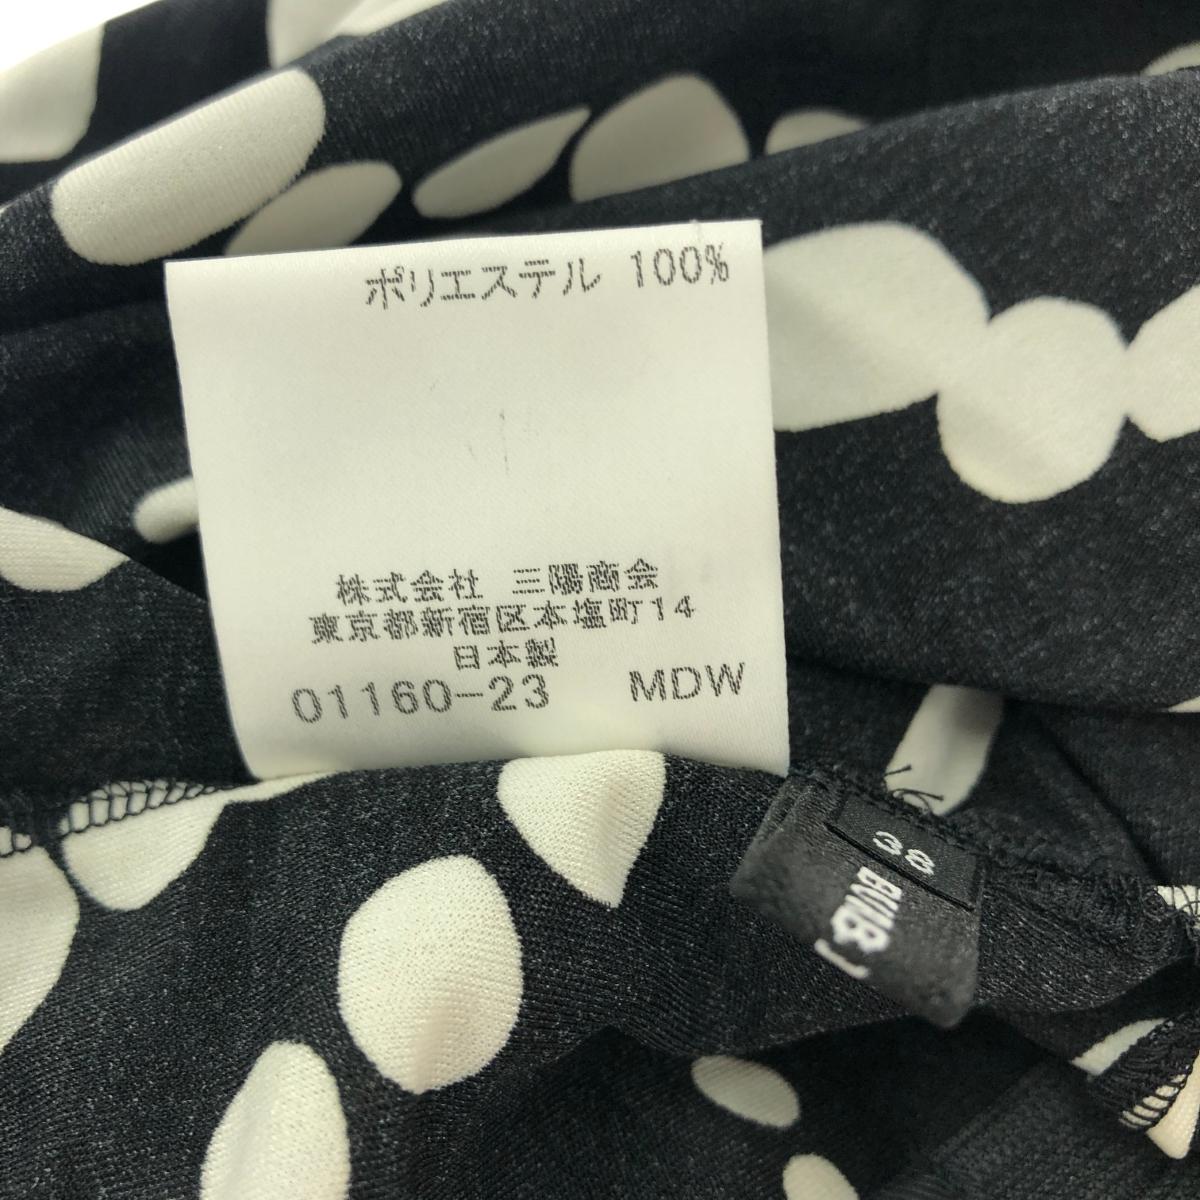 ポリエステル 100%
株式会社 三陽商会
東京都新宿区本塩町14
日本製
01160-23 MDW
38